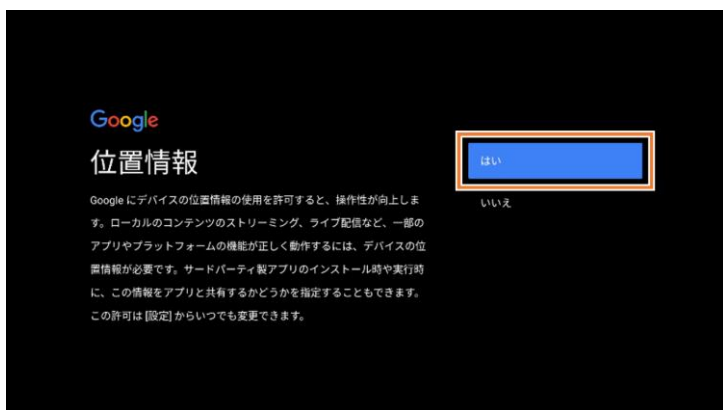 Google
位置情報
Google にデバイスの位置情報の使用を許可すると、操作性が向上しま
す。ローカルのコンテンツのストリーミング、ライブ配信など、一部の
アプリやプラットフォームの機能が正しく動作するには、デバイスの位
置情報が必要です。サードパーティ製アプリのインストール時や実行時
に、この情報をアプリと共有するかどうかを指定することもできます。
この許可は [設定] からいつでも変更できます。
はい
いいえ